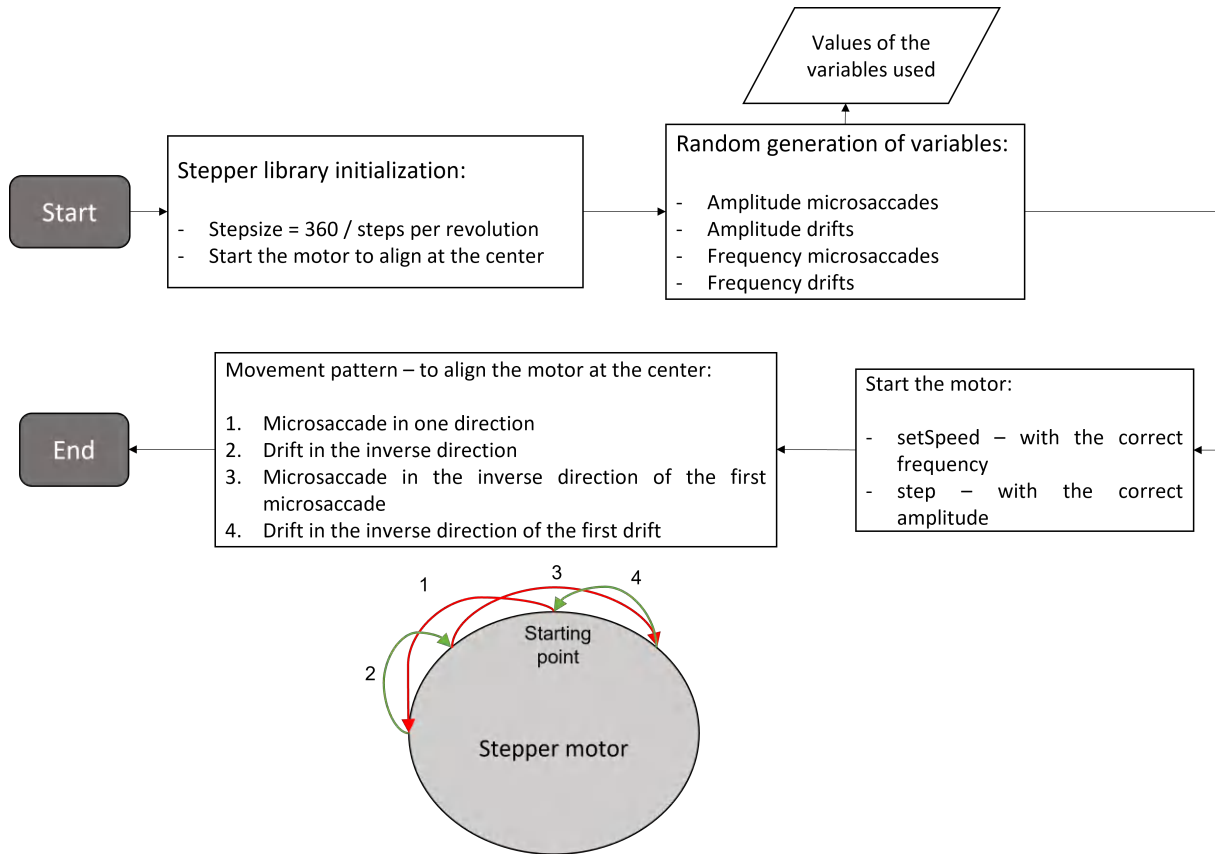 Values of the
variables used
Start
Stepper library initialization:
- Stepsize = 360 / steps per revolution
- Start the motor to align at the center
Random generation of variables:
- Amplitude microsaccades
- Amplitude drifts
- Frequency microsaccades
- Frequency drifts
Start the motor:
- setSpeed – with the correct
frequency
- step – with the correct
amplitude
Movement pattern – to align the motor at the center:
1. Microsaccade in one direction
2. Drift in the inverse direction
3. Microsaccade in the inverse direction of the first
microsaccade
4. Drift in the inverse direction of the first drift
End
1
3
4
2
Starting
point
Stepper motor